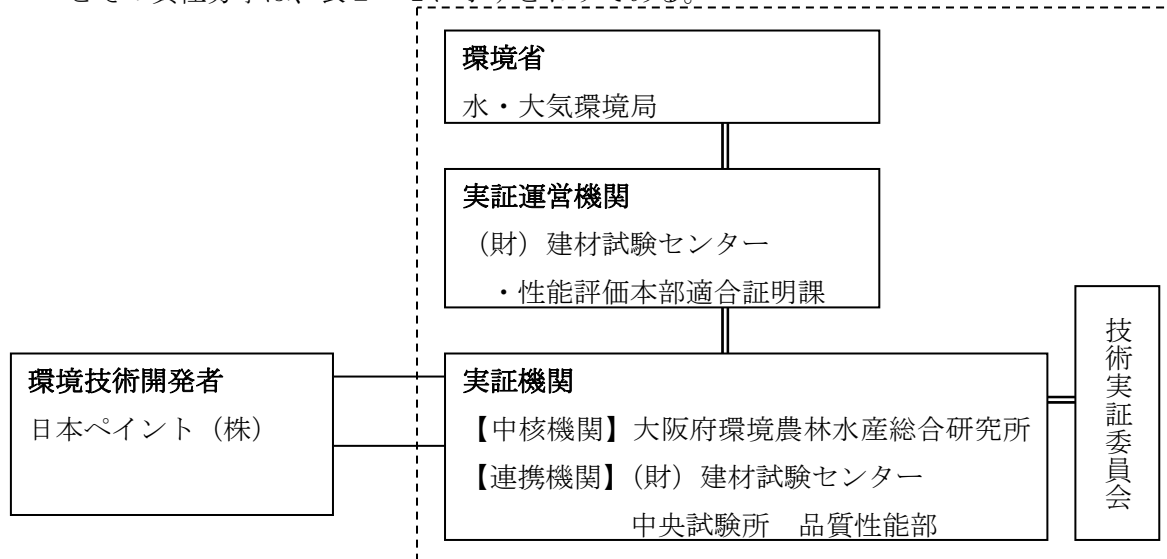 環境省
水・大気環境局
実証運営機関
（財）建材試験センター
・性能評価本部適合証明課
環境技術開発者
日本ペイント（株）
実証機関
【中核機関】大阪府環境農林水産総合研究所
【連携機関】（財）建材試験センター
中央試験所　品質性能部
技術実証委員会